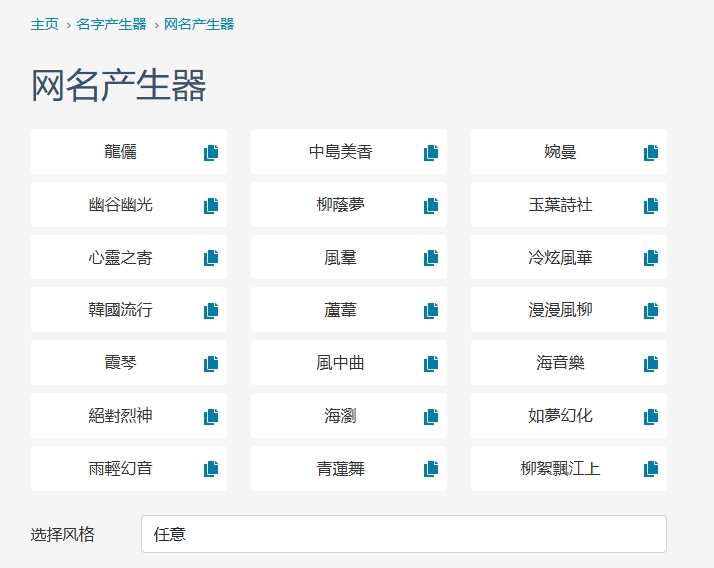 主页 › 名字产生器 › 网名产生器
网名产生器
龍儷 中島美香 婉曼
幽谷幽光 柳蔭夢 玉葉詩社
心靈之寄 風羣 冷炫風華
韓國流行 蘆葦 漫漫風柳
霞琴 風中曲 海音樂
絕對烈神 海瀏 如夢幻化
雨輕幻音 青蓮舞 柳絮飄江上
选择风格 任意